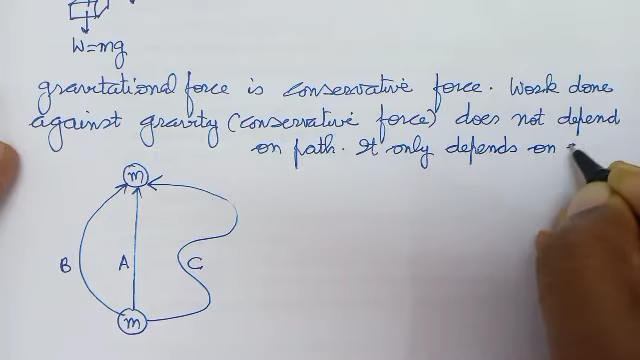 W=mg
gravitational force is conservative force. Work done
against gravity (conservative force) does not depend
on path. It only depends on
m
B
A
C
m